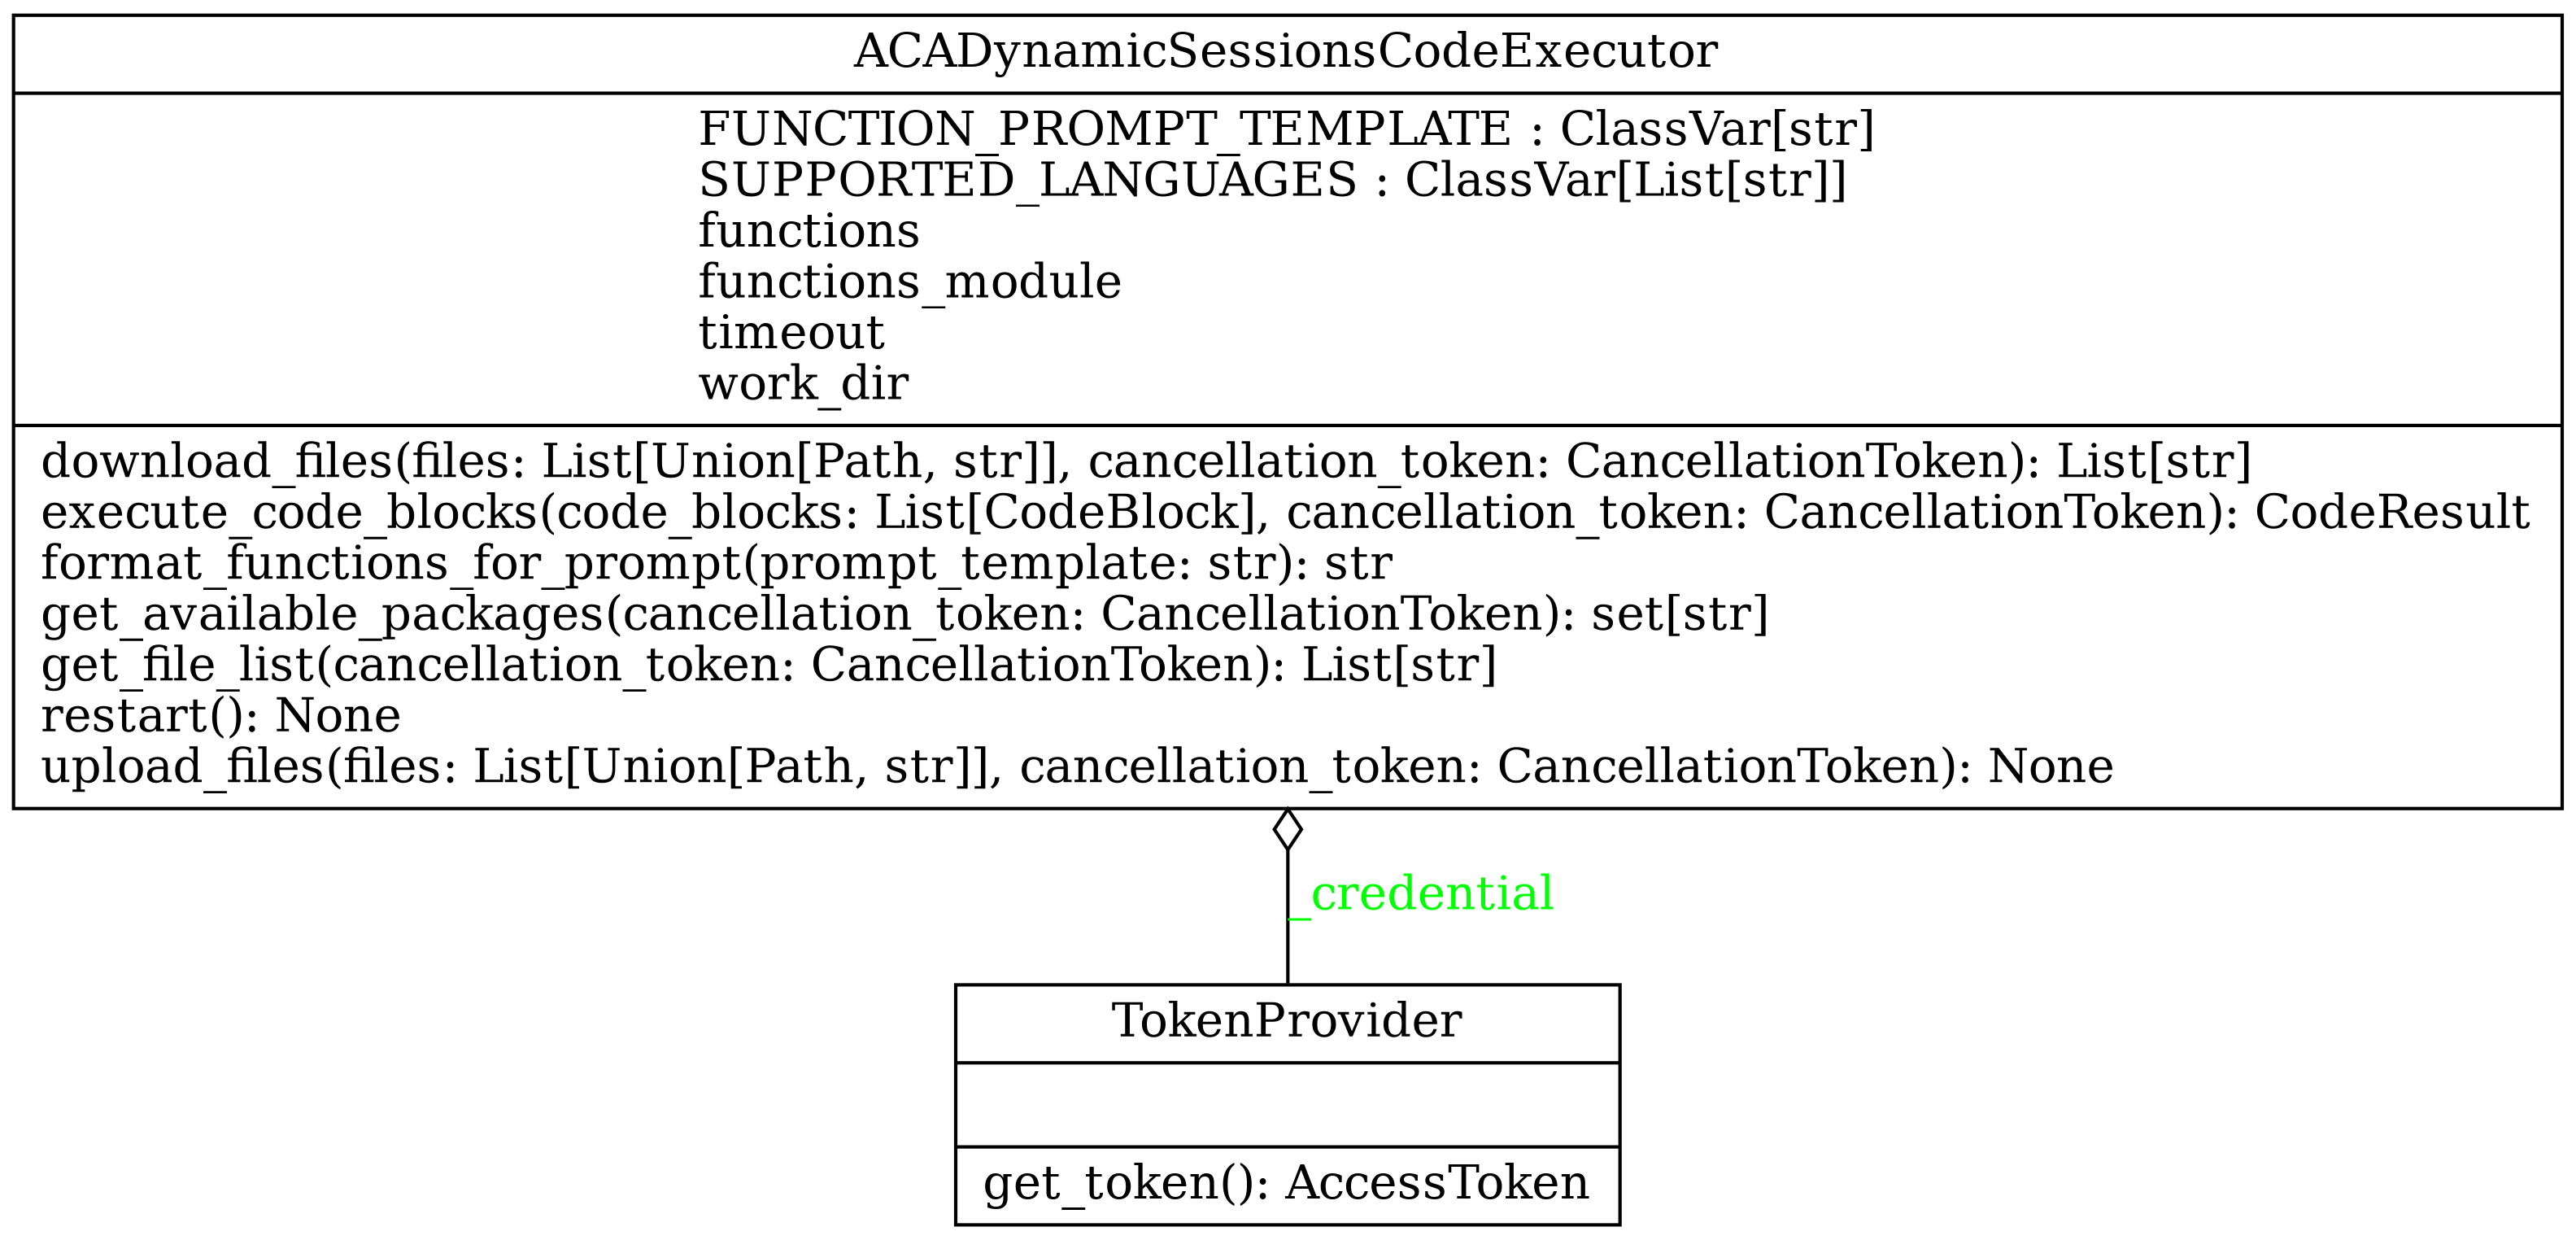 ACADynamicSessionsCodeExecutor
FUNCTION_PROMPT_TEMPLATE : ClassVar[str]
SUPPORTED_LANGUAGES : ClassVar[List[str]]
functions
functions_module
timeout
work_dir
download_files(files: List[Union[Path, str]], cancellation_token: CancellationToken): List[str]
execute_code_blocks(code_blocks: List[CodeBlock], cancellation_token: CancellationToken): CodeResult
format_functions_for_prompt(prompt_template: str): str
get_available_packages(cancellation_token: CancellationToken): set[str]
get_file_list(cancellation_token: CancellationToken): List[str]
restart(): None
upload_files(files: List[Union[Path, str]], cancellation_token: CancellationToken): None
_credential
TokenProvider
get_token(): AccessToken